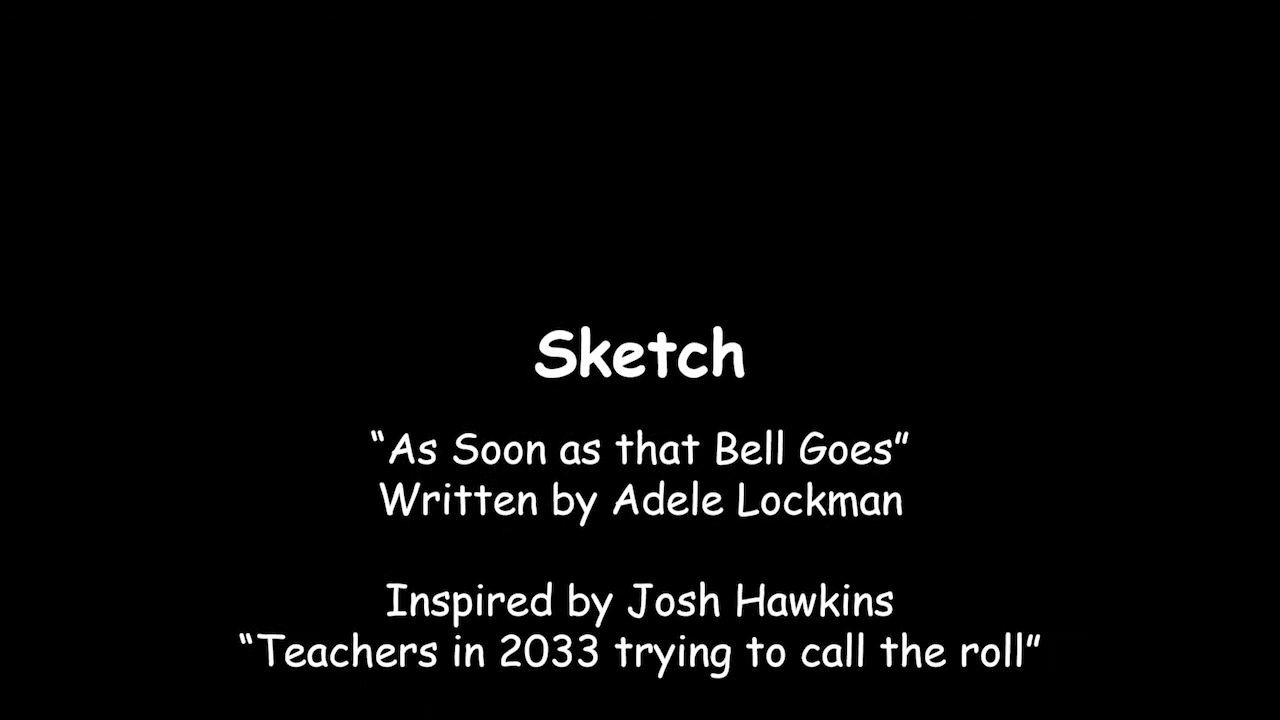 Sketch
“As Soon as that Bell Goes”
Written by Adele Lockman
Inspired by Josh Hawkins
“Teachers in 2033 trying to call the roll”